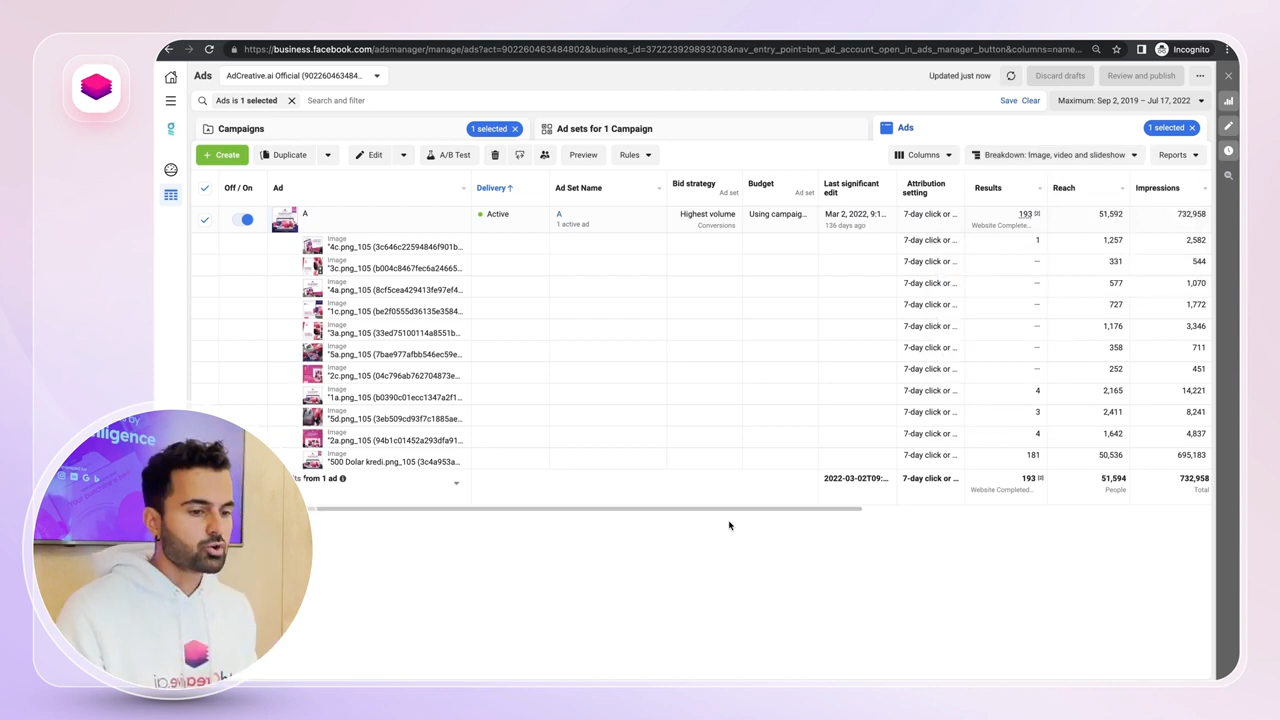 https://business.facebook.com/adsmanager/manage/ads?act=902260463484802&business_id=372223929893203&nav_entry_point=bm_ad_account_open_in_ads_manager_button&columns=name... Incognito
Ads AdCreative.ai Official (902260463484... Updated just now Discard drafts Review and publish ...
Ads is 1 selected Search and filter Save Clear Maximum: Sep 2, 2019 – Jul 17, 2022
Campaigns 1 selected Ad sets for 1 Campaign Ads 1 selected
+ Create Duplicate Edit A/B Test Preview Rules Columns Breakdown: Image, video and slideshow Reports
Off / On Ad Delivery ↑ Ad Set Name Bid strategy Ad set Budget Ad set Last significant edit Attribution setting Results Reach Impressions
A Active A Highest volume Using campaig... Mar 2, 2022, 9:1... 7-day click or ... 193 [2] 51,592 732,958
1 active ad Conversions 136 days ago Website Complete...
Image
"4c.png_105 (3c646c22594846f901b... 7-day click or ... 1 1,257 2,582
Image
"3c.png_105 (b004c8467fec6a24665... 7-day click or ... — 331 544
Image
"4a.png_105 (8cf5cea429413fe97ef4... 7-day click or ... — 577 1,070
Image
"1c.png_105 (be2f0555d36135e3584... 7-day click or ... — 727 1,772
Image
"3a.png_105 (33ed75100114a8551b... 7-day click or ... — 1,176 3,346
Image
"5a.png_105 (7bae977afbb546ec59e... 7-day click or ... — 358 711
Image
"2c.png_105 (04c796ab762704873e... 7-day click or ... — 252 451
Image
"1a.png_105 (b0390c01ecc1347a2f1... 7-day click or ... 4 2,165 14,221
Image
"5d.png_105 (3eb509cd93f7c1885ae... 7-day click or ... 3 2,411 8,241
Image
"2a.png_105 (94b1c01452a293dfa91... 7-day click or ... 4 1,642 4,837
Image
"500 Dolar kredi.png_105 (3c4a953a... 7-day click or ... 181 50,536 695,183
from 1 ad 2022-03-02T09:... 7-day click or ... 193 [2] 51,594 732,958
Website Completed... People Total
by
lligence